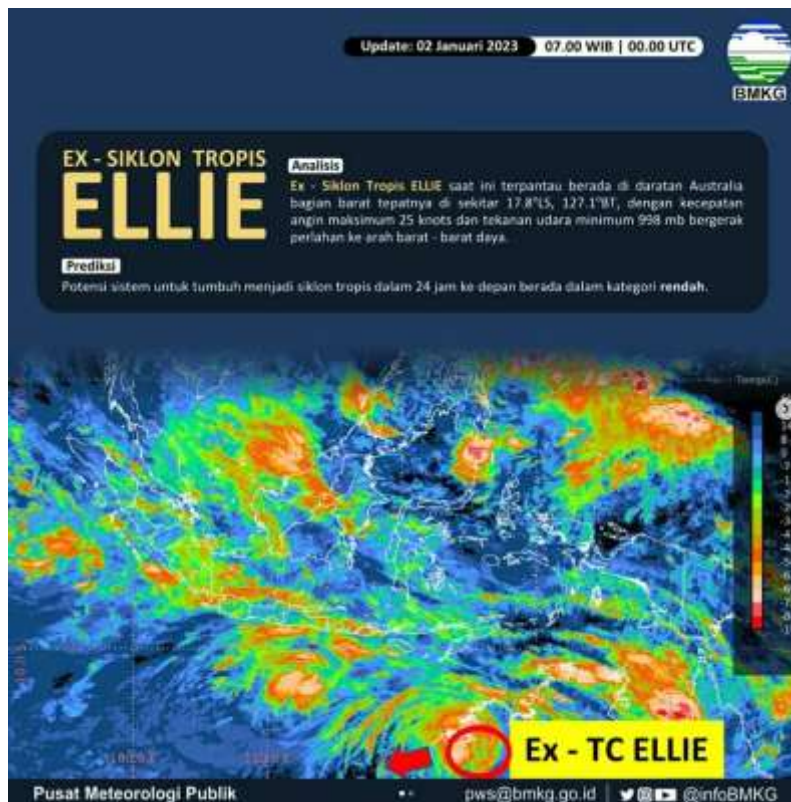 Update: 02 Januari 2023 07.00 WIB | 00.00 UTC
BMKG
EX - SIKLON TROPIS
ELLIE
Analisis
Ex - Siklon Tropis ELLIE saat ini terpantau berada di daratan Australia
bagian barat tepatnya di sekitar 17.8°LS, 127.1°BT, dengan kecepatan
angin maksimum 25 knots dan tekanan udara minimum 998 mb bergerak
perlahan ke arah barat - barat daya.
Prediksi
Potensi sistem untuk tumbuh menjadi siklon tropis dalam 24 jam ke depan berada dalam kategori rendah.
Ex - TC ELLIE
Pusat Meteorologi Publik
pws@bmkg.go.id | @infoBMKG